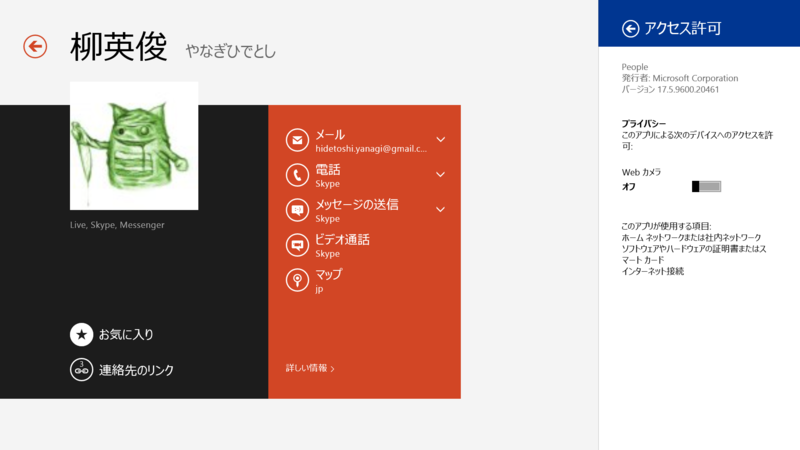 柳英俊 やなぎひでとし
Live, Skype, Messenger
お気に入り
3
連絡先のリンク
メール
hidetoshi.yanagi@gmail.c...
電話
Skype
メッセージの送信
Skype
ビデオ通話
Skype
マップ
jp
詳しい情報
アクセス許可
People
発行者: Microsoft Corporation
バージョン 17.5.9600.20461
プライバシー
このアプリによる次のデバイスへのアクセスを許
可:
Web カメラ
オフ
このアプリが使用する項目:
ホーム ネットワークまたは社内ネットワーク
ソフトウェアやハードウェアの証明書またはス
マート カード
インターネット接続